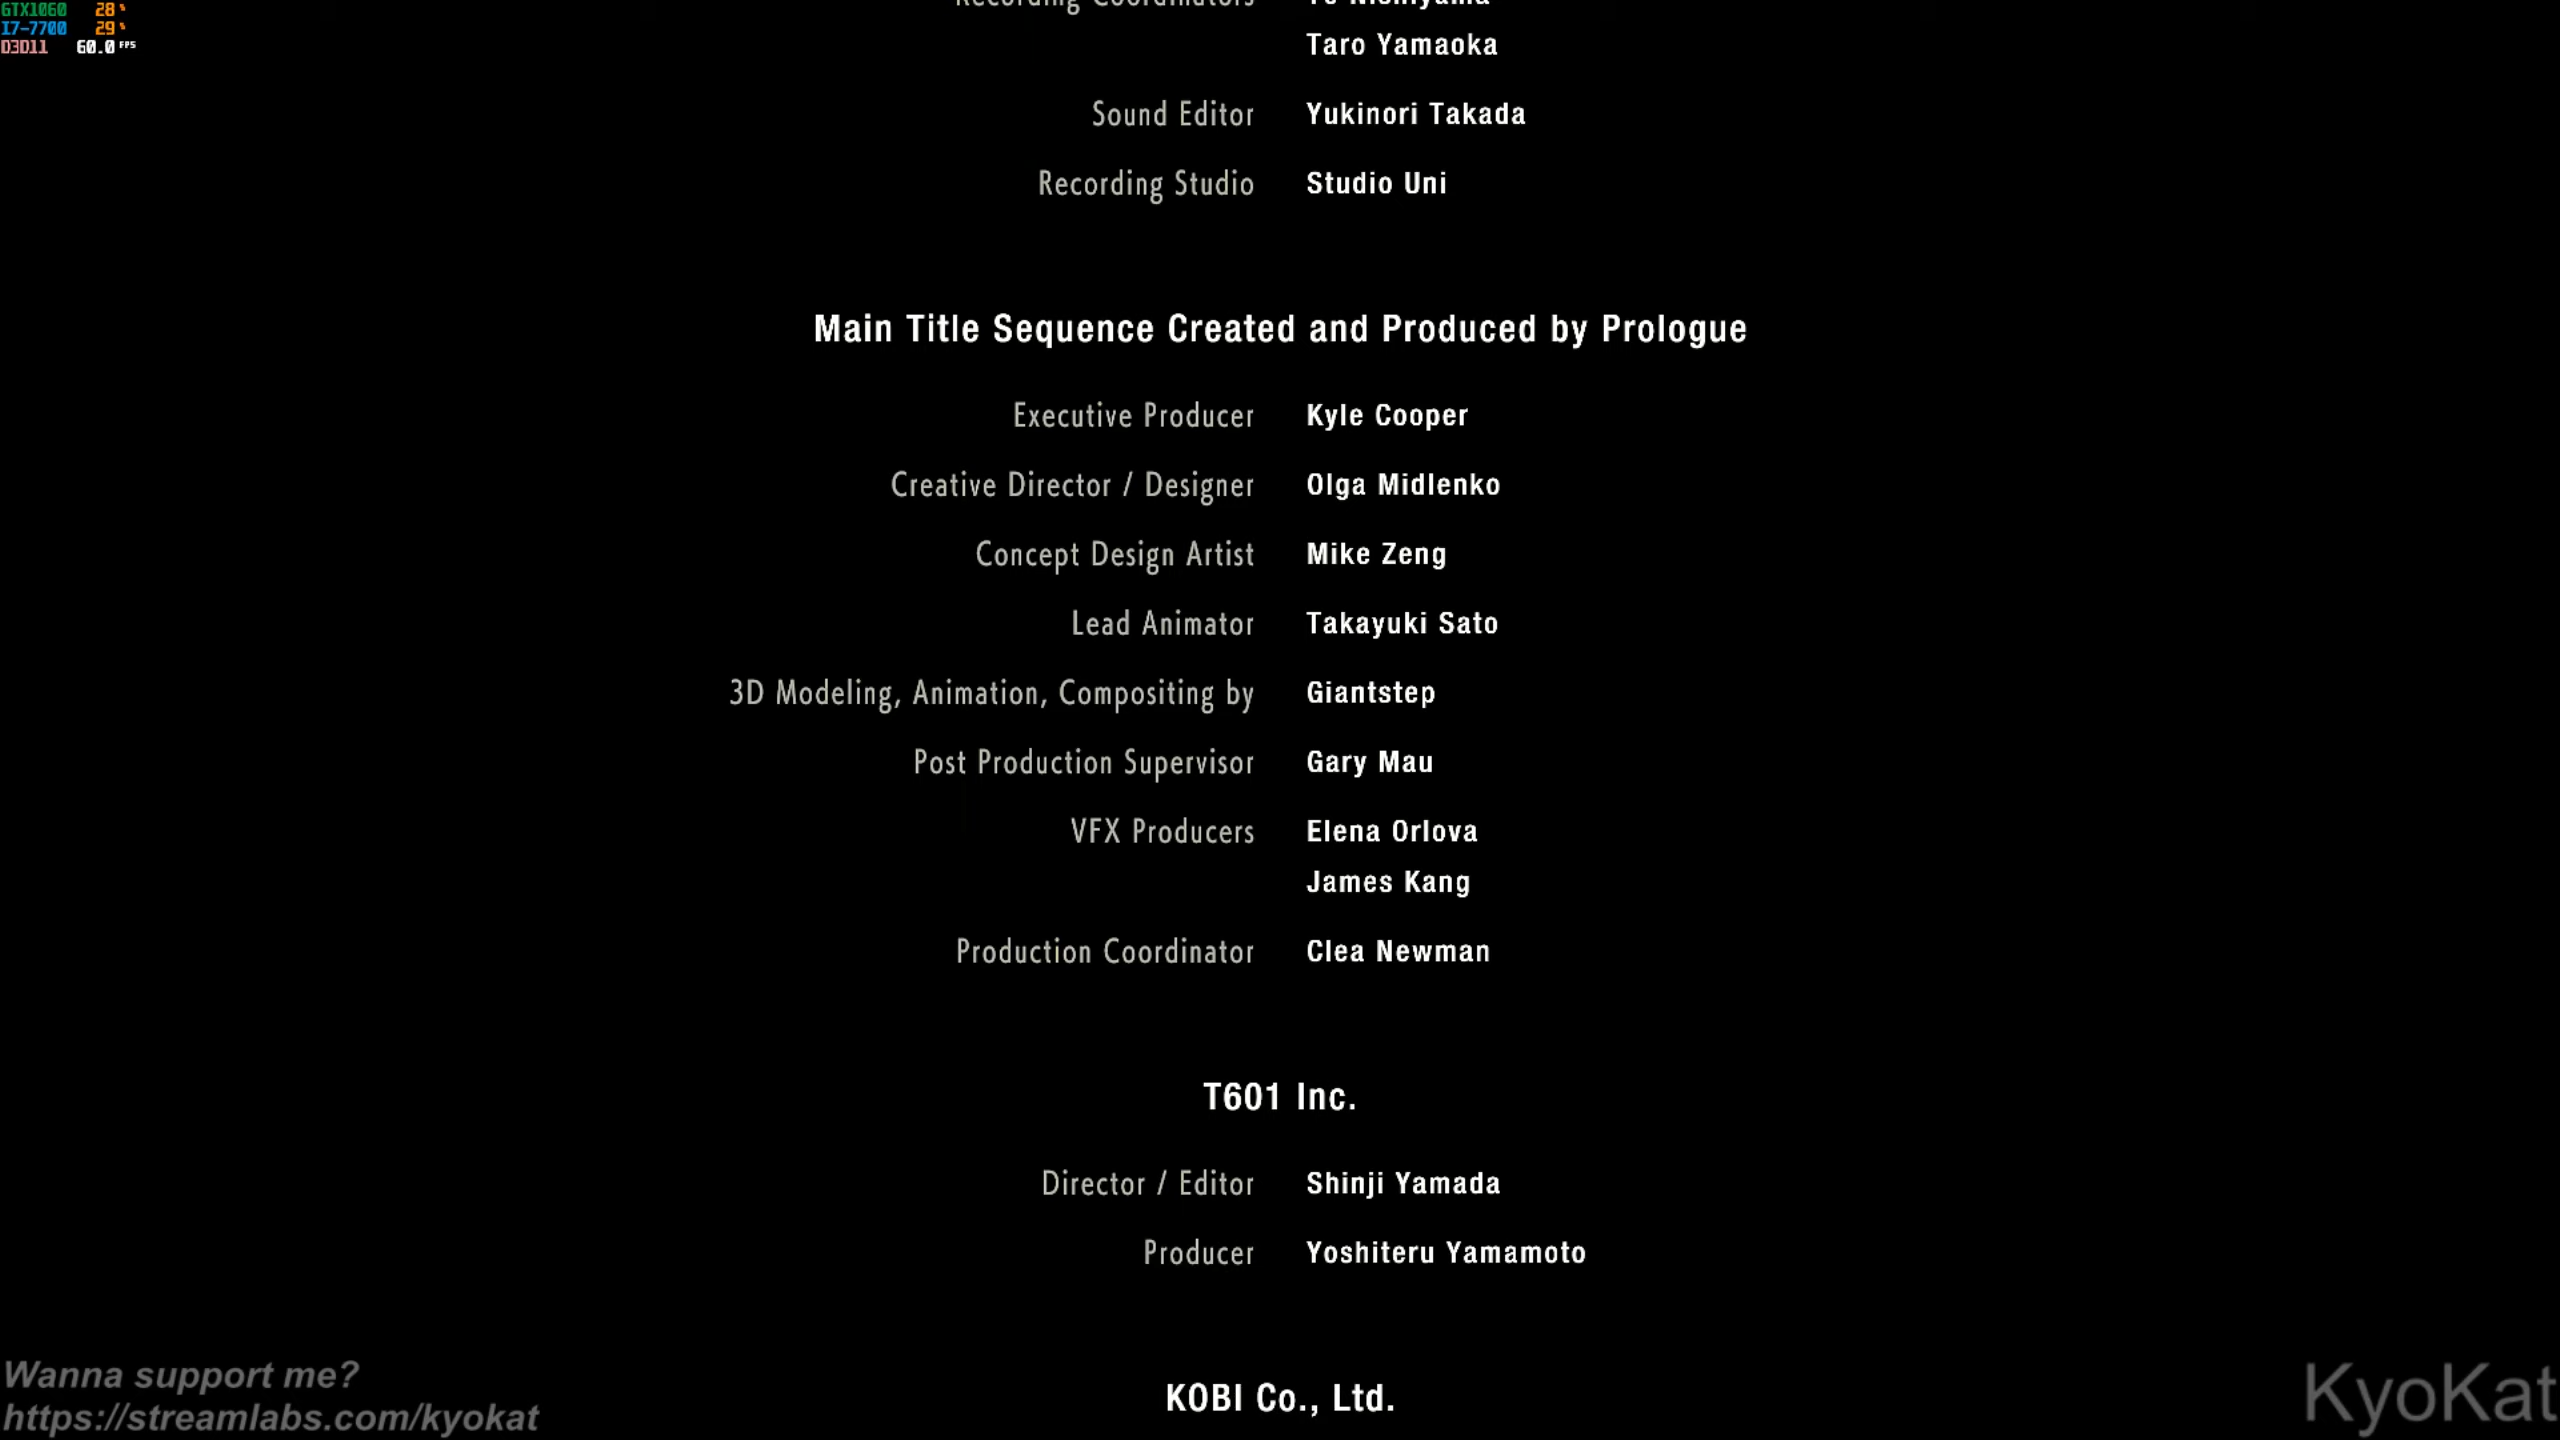 GTX1060 28 %
I7-7700 29 %
D3D11 60.0 FPS
Recording Coordinators Yo Nishiyama
Taro Yamaoka
Sound Editor Yukinori Takada
Recording Studio Studio Uni
Main Title Sequence Created and Produced by Prologue
Executive Producer Kyle Cooper
Creative Director / Designer Olga Midlenko
Concept Design Artist Mike Zeng
Lead Animator Takayuki Sato
3D Modeling, Animation, Compositing by Giantstep
Post Production Supervisor Gary Mau
VFX Producers Elena Orlova
James Kang
Production Coordinator Clea Newman
T601 Inc.
Director / Editor Shinji Yamada
Producer Yoshiteru Yamamoto
KOBI Co., Ltd.
Wanna support me?
https://streamlabs.com/kyokat
KyoKat